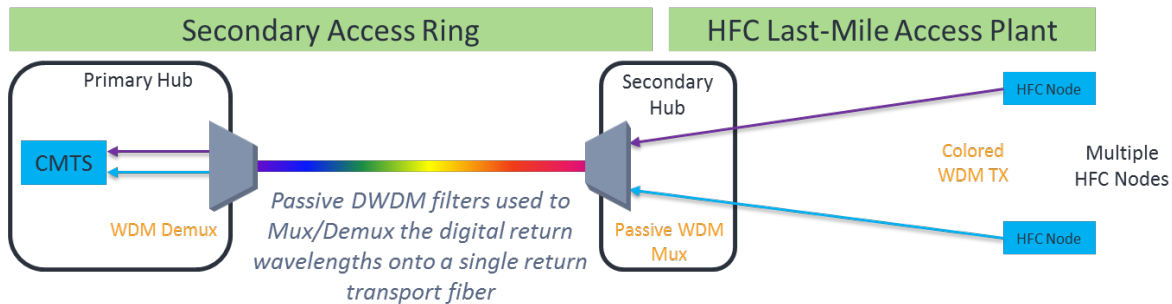 Secondary Access Ring
HFC Last-Mile Access Plant
Primary Hub
CMTS
WDM Demux
Passive DWDM filters used to
Mux/Demux the digital return
wavelengths onto a single return
transport fiber
Secondary
Hub
Passive WDM
Mux
HFC Node
Colored
WDM TX
Multiple
HFC Nodes
HFC Node